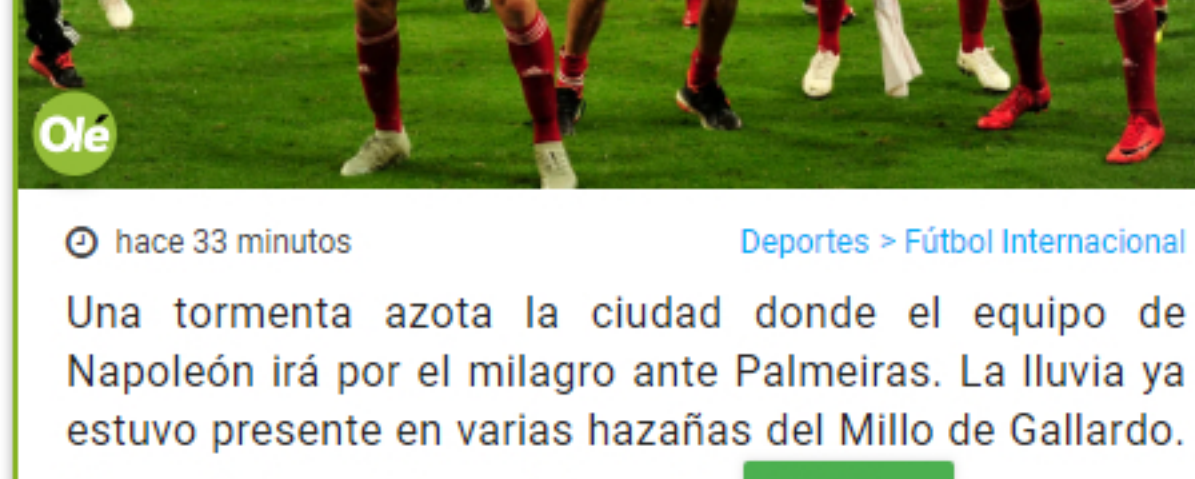 Olé
hace 33 minutos
Deportes > Fútbol Internacional
Una tormenta azota la ciudad donde el equipo de
Napoleón irá por el milagro ante Palmeiras. La lluvia ya
estuvo presente en varias hazañas del Millo de Gallardo.